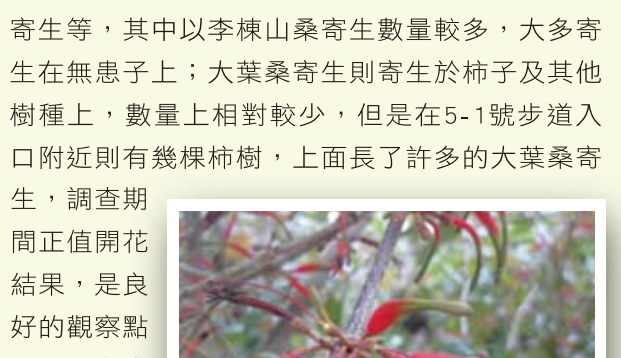 寄生等，其中以李棟山桑寄生數量較多，大多寄
生在無患子上；大葉桑寄生則寄生於柿子及其他
樹種上，數量上相對較少，但是在5-1號步道入
口附近則有幾棵柿樹，上面長了許多的大葉桑寄
生，調查期
間正值開花
結果，是良
好的觀察點